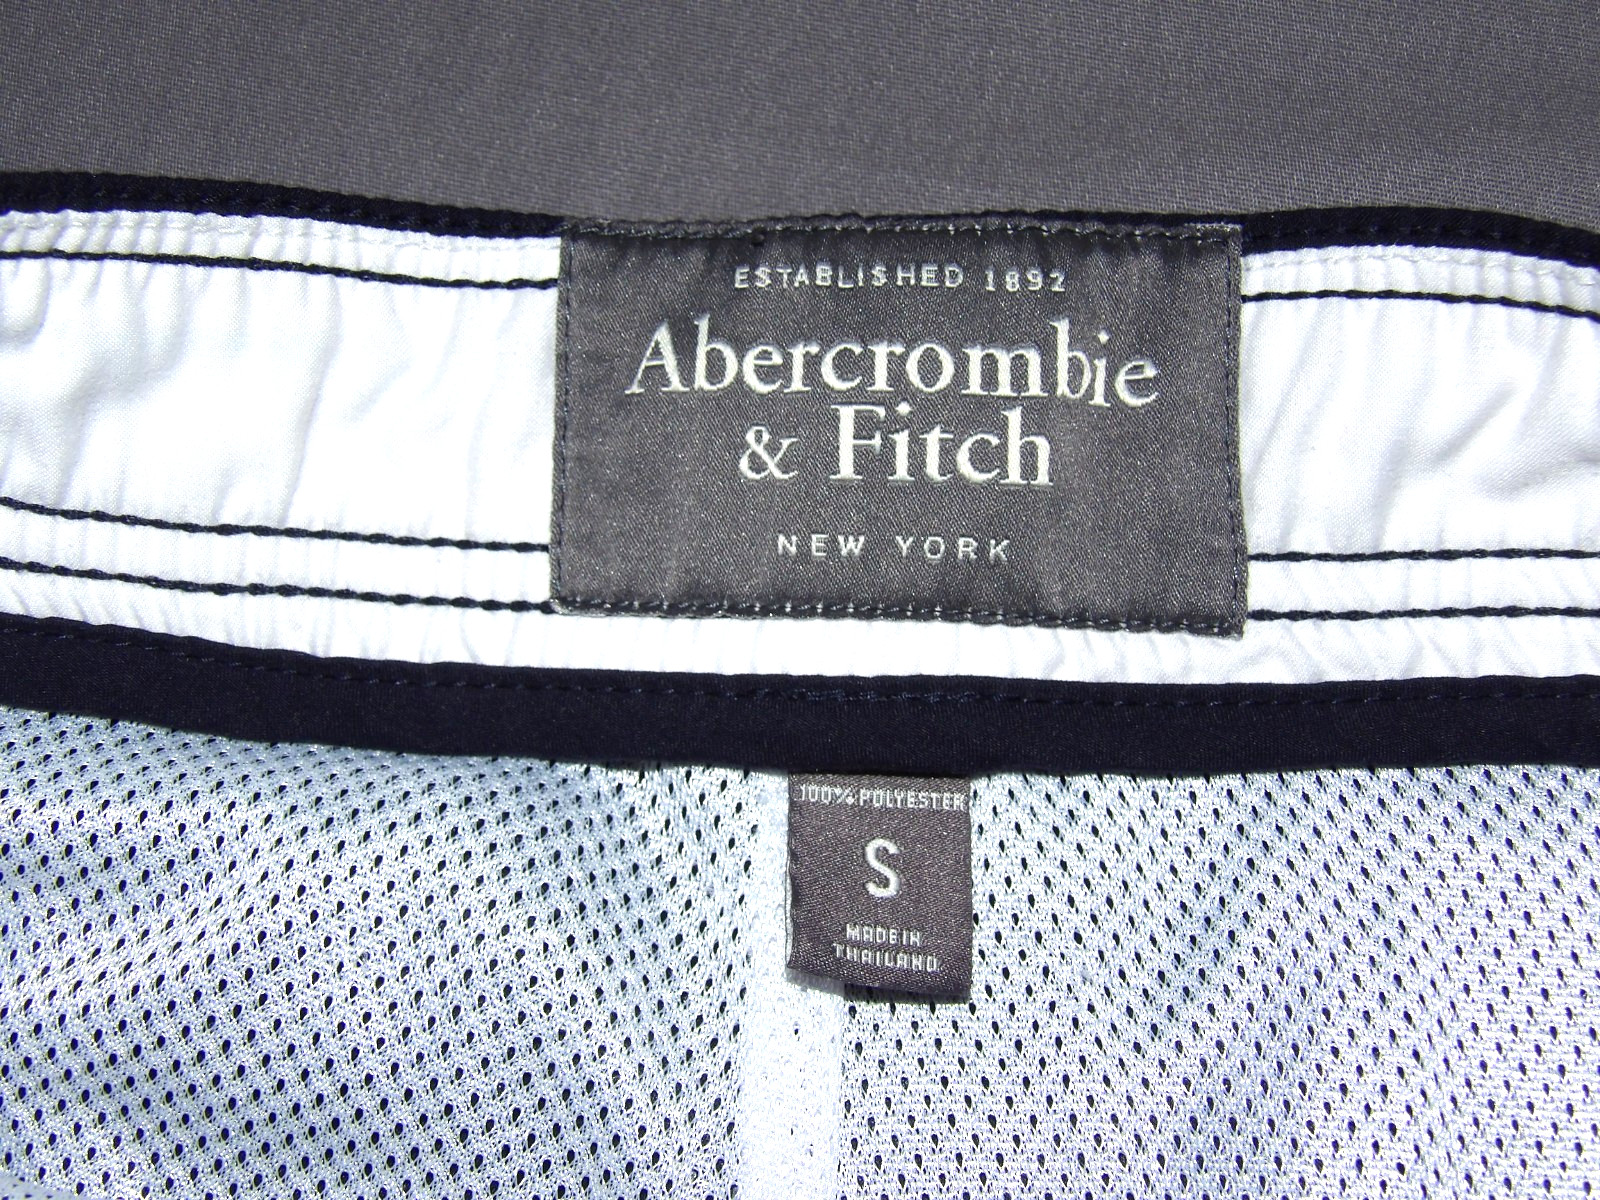 ESTABLISHED 1892
Abercrombie
& Fitch
NEW YORK
100% POLYESTER
S
MADE IN
THAILAND